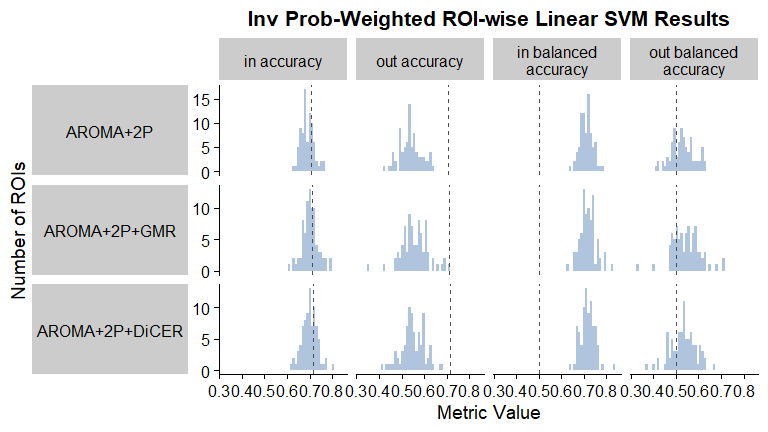 Inv Prob-Weighted ROI-wise Linear SVM Results
in accuracy
out accuracy
in balanced
accuracy
out balanced
accuracy
Number of ROIs
AROMA+2P
15
10
5
0
AROMA+2P+GMR
10
5
0
AROMA+2P+DiCER
10
5
0
0.30.40.50.60.70.8 0.30.40.50.60.70.8 0.30.40.50.60.70.8 0.30.40.50.60.70.8
Metric Value